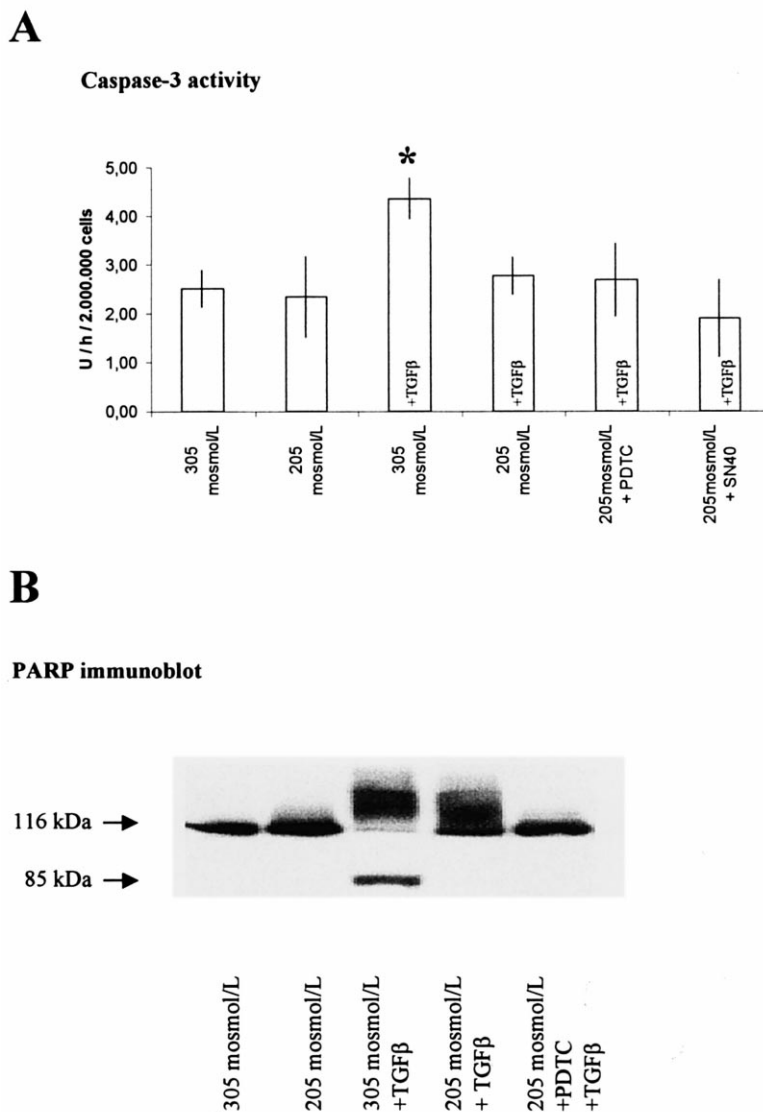 A
Caspase-3 activity
*
U / h / 2.000.000 cells
5,00
4,00
3,00
2,00
1,00
0,00
+TGFβ
+TGFβ
+TGFβ
+TGFβ
305
mosmol/L
205
mosmol/L
305
mosmol/L
205
mosmol/L
205mosmol/L
+ PDTC
205mosmol/L
+ SN40
B
PARP immunoblot
116 kDa
85 kDa
305 mosmol/L
205 mosmol/L
305 mosmol/L
+TGFβ
205 mosmol/L
+ TGFβ
205 mosmol/L
+PDTC
+TGFβ